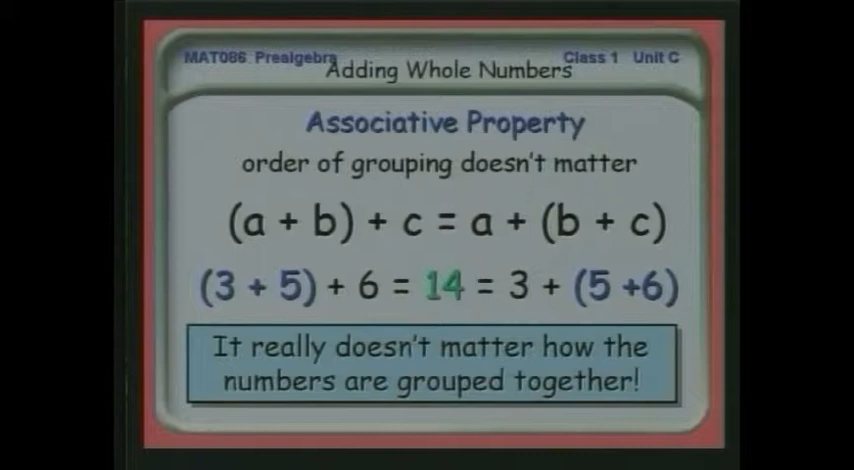 MAT086 Prealgebra
Class 1 Unit C
Adding Whole Numbers
Associative Property
order of grouping doesn't matter
(a + b) + c = a + (b + c)
(3 + 5) + 6 = 14 = 3 + (5 +6)
It really doesn't matter how the
numbers are grouped together!